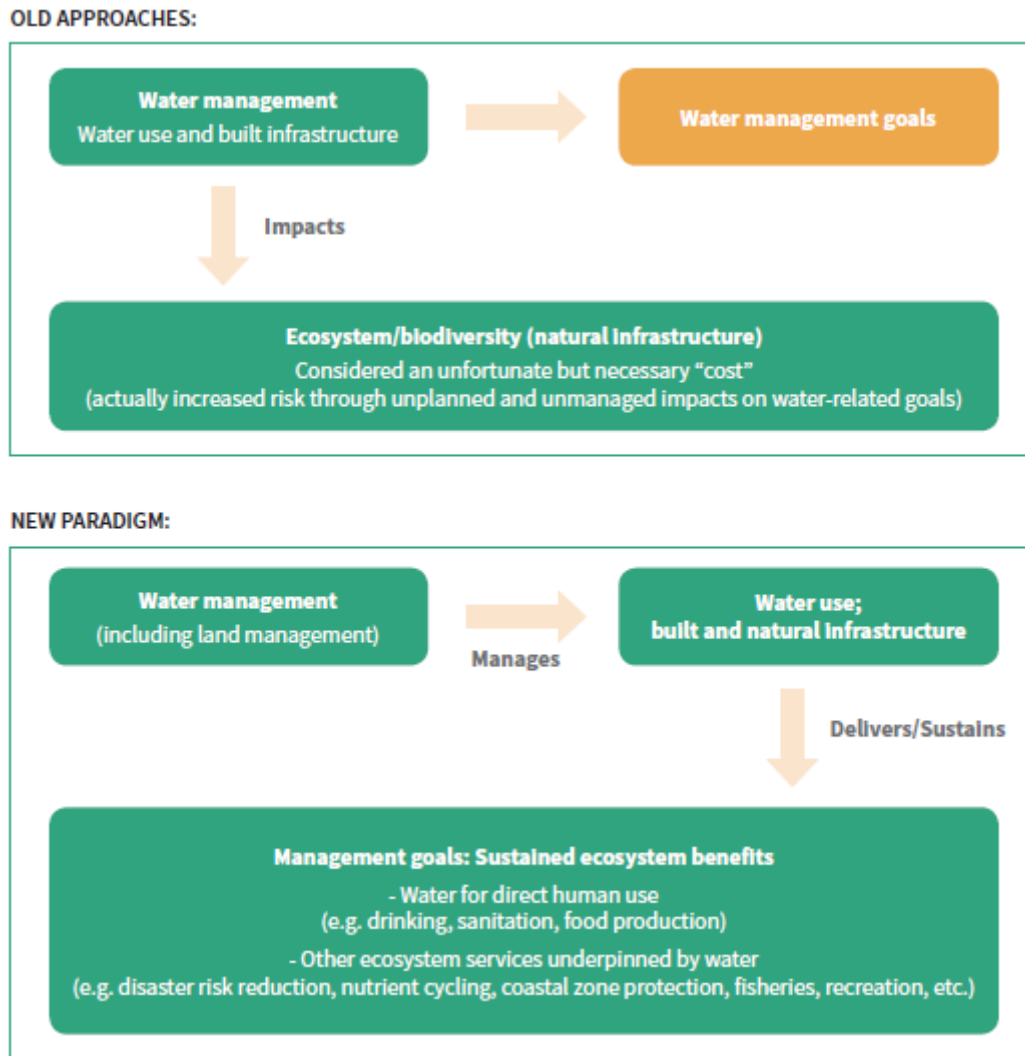 OLD APPROACHES:
Water management
Water use and built infrastructure
Water management goals
Impacts
Ecosystem/biodiversity (natural infrastructure)
Considered an unfortunate but necessary “cost”
(actually increased risk through unplanned and unmanaged impacts on water-related goals)
NEW PARADIGM:
Water management
(including land management)
Manages
Water use;
built and natural infrastructure
Delivers/Sustains
Management goals: Sustained ecosystem benefits
- Water for direct human use
(e.g. drinking, sanitation, food production)
- Other ecosystem services underpinned by water
(e.g. disaster risk reduction, nutrient cycling, coastal zone protection, fisheries, recreation, etc.)